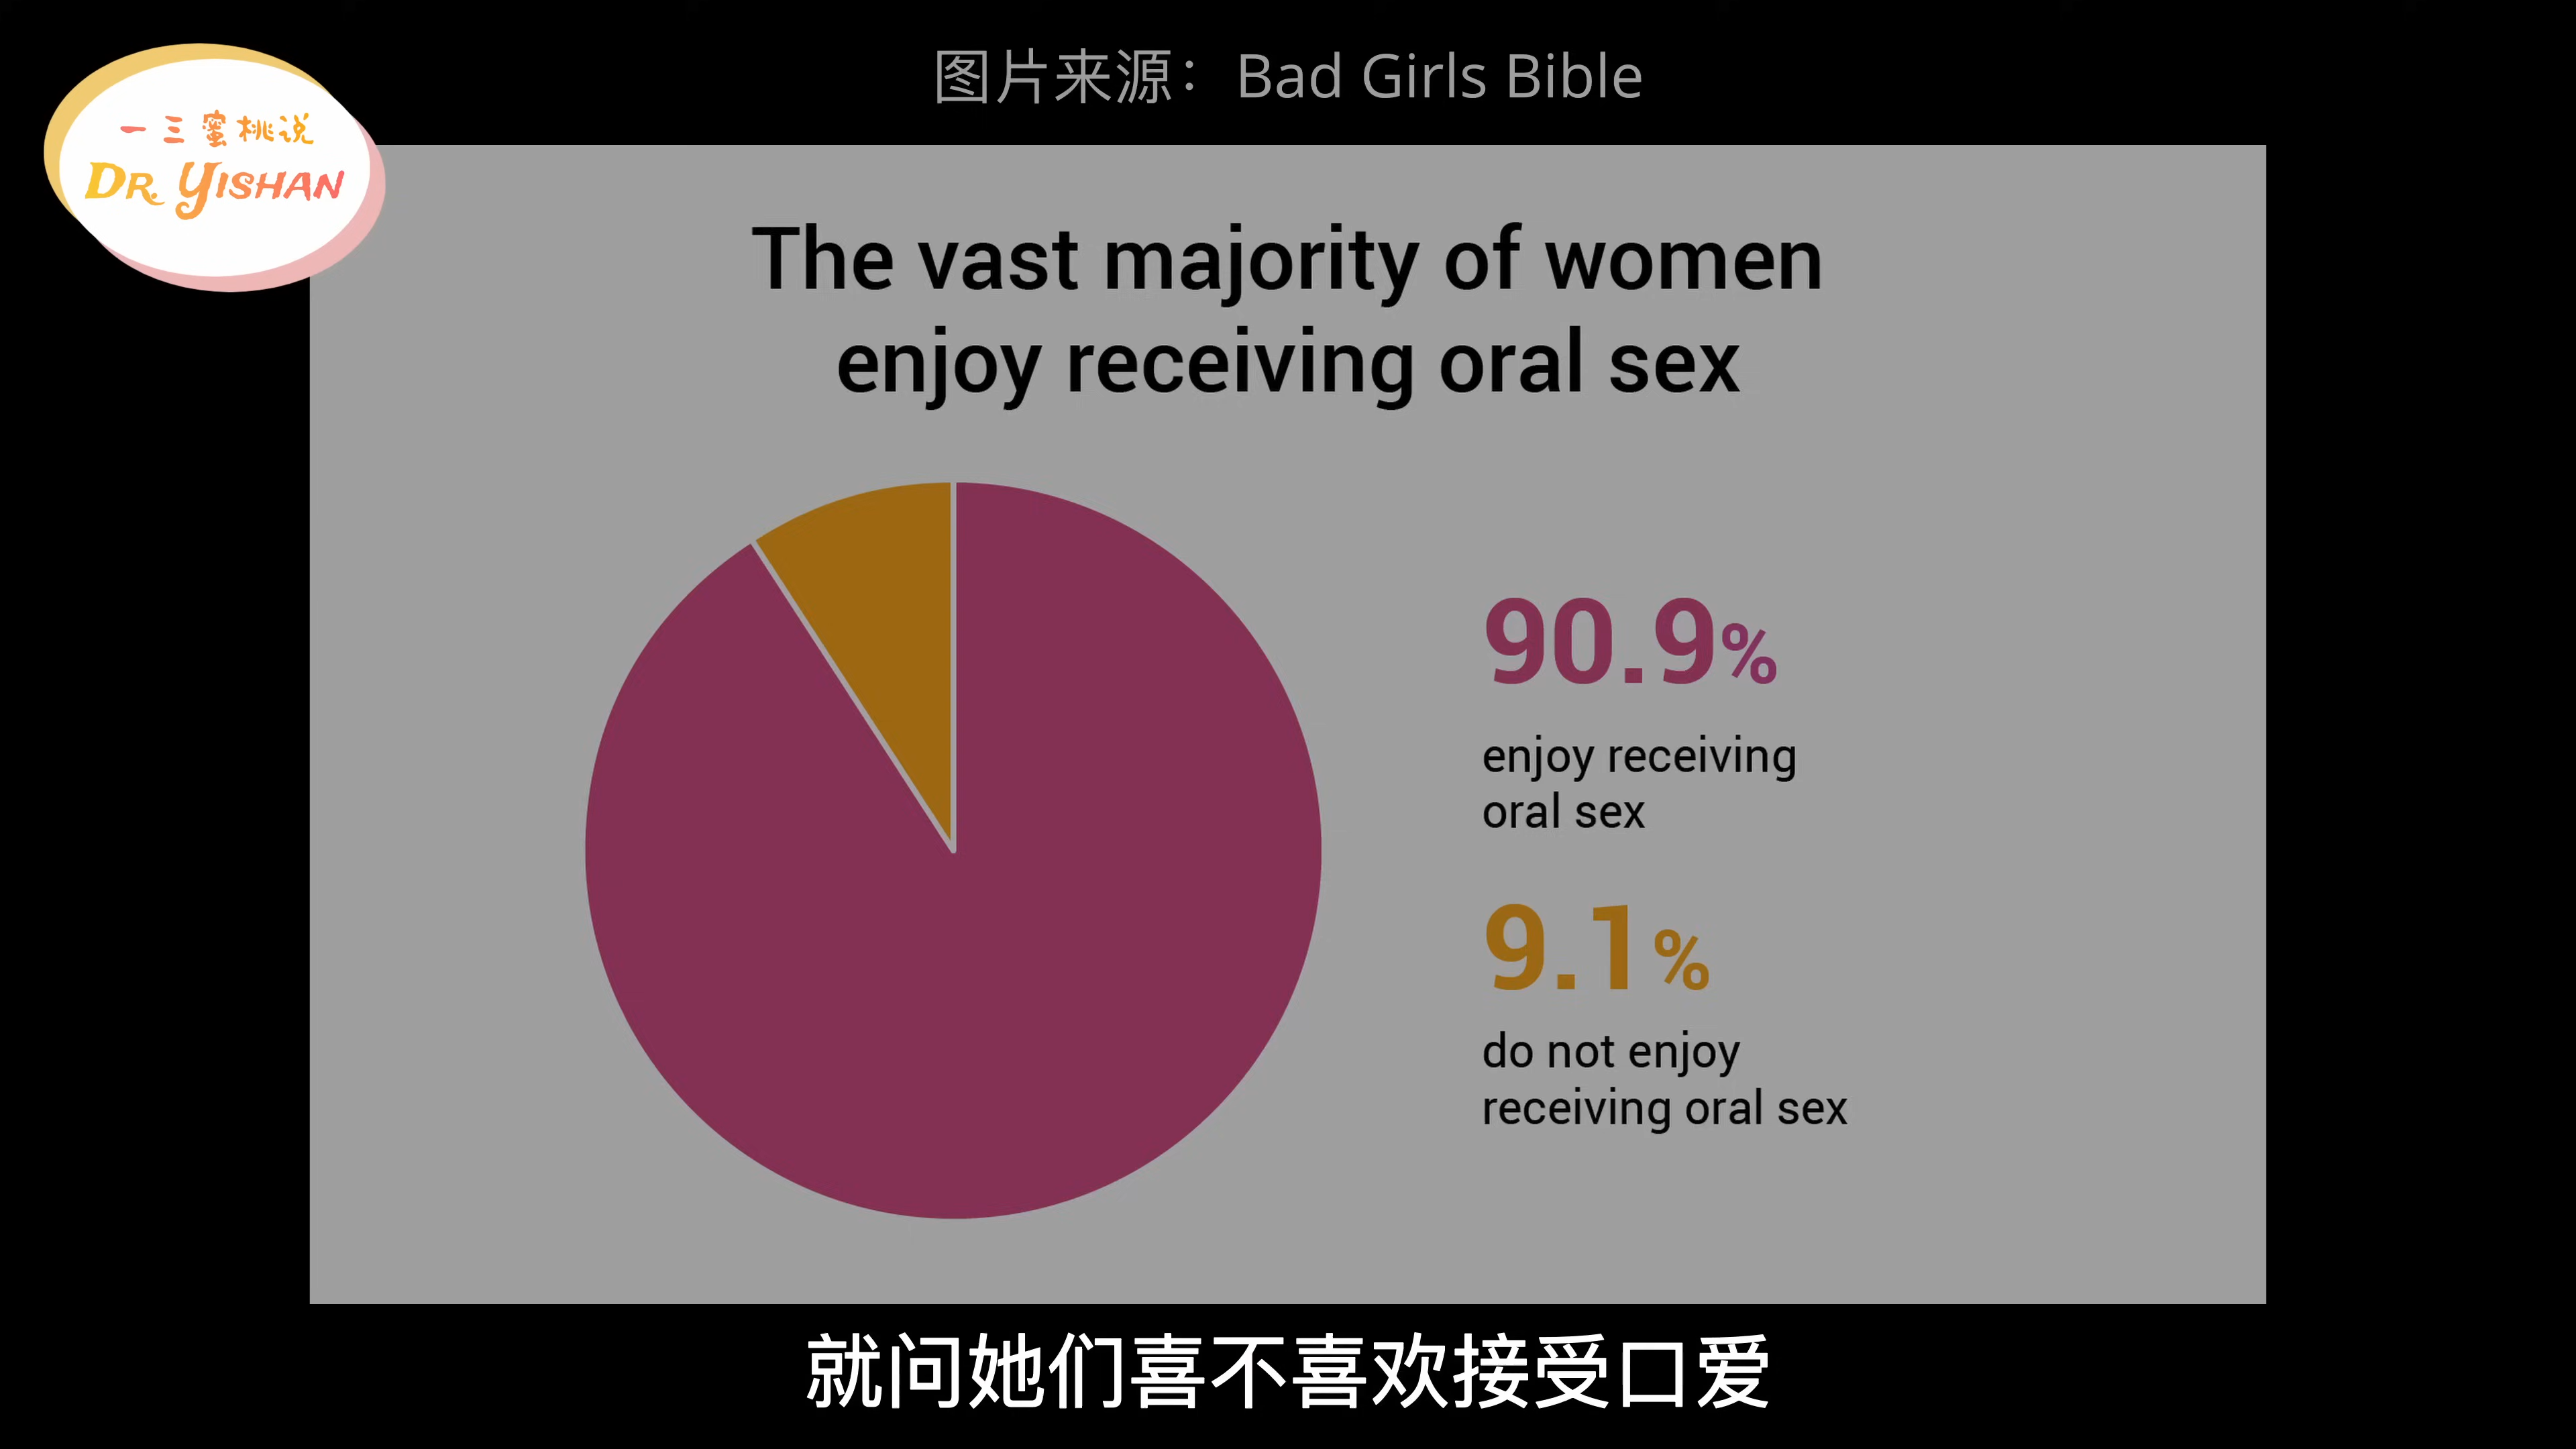 图片来源：Bad Girls Bible
一三蜜桃说
DR YISHAN
The vast majority of women
enjoy receiving oral sex
90.9%
enjoy receiving
oral sex
9.1%
do not enjoy
receiving oral sex
就问她们喜不喜欢接受口爱